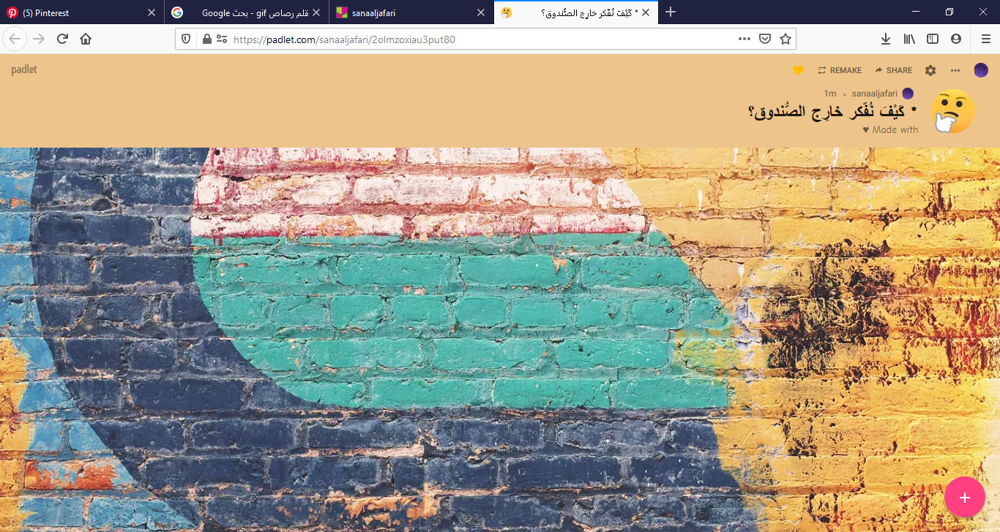 (5) Pinterest
قلم رصاص gif - بحث Google
sanaaljafari
* كَيْفَ نُفَكر خارِج الصُّندوق؟
https://padlet.com/sanaaljafari/2olmzoxiau3put80
padlet
REMAKE
SHARE
sanaaljafari • 1m
* كَيْفَ نُفَكر خارِج الصُّندوق؟
Made with ♥